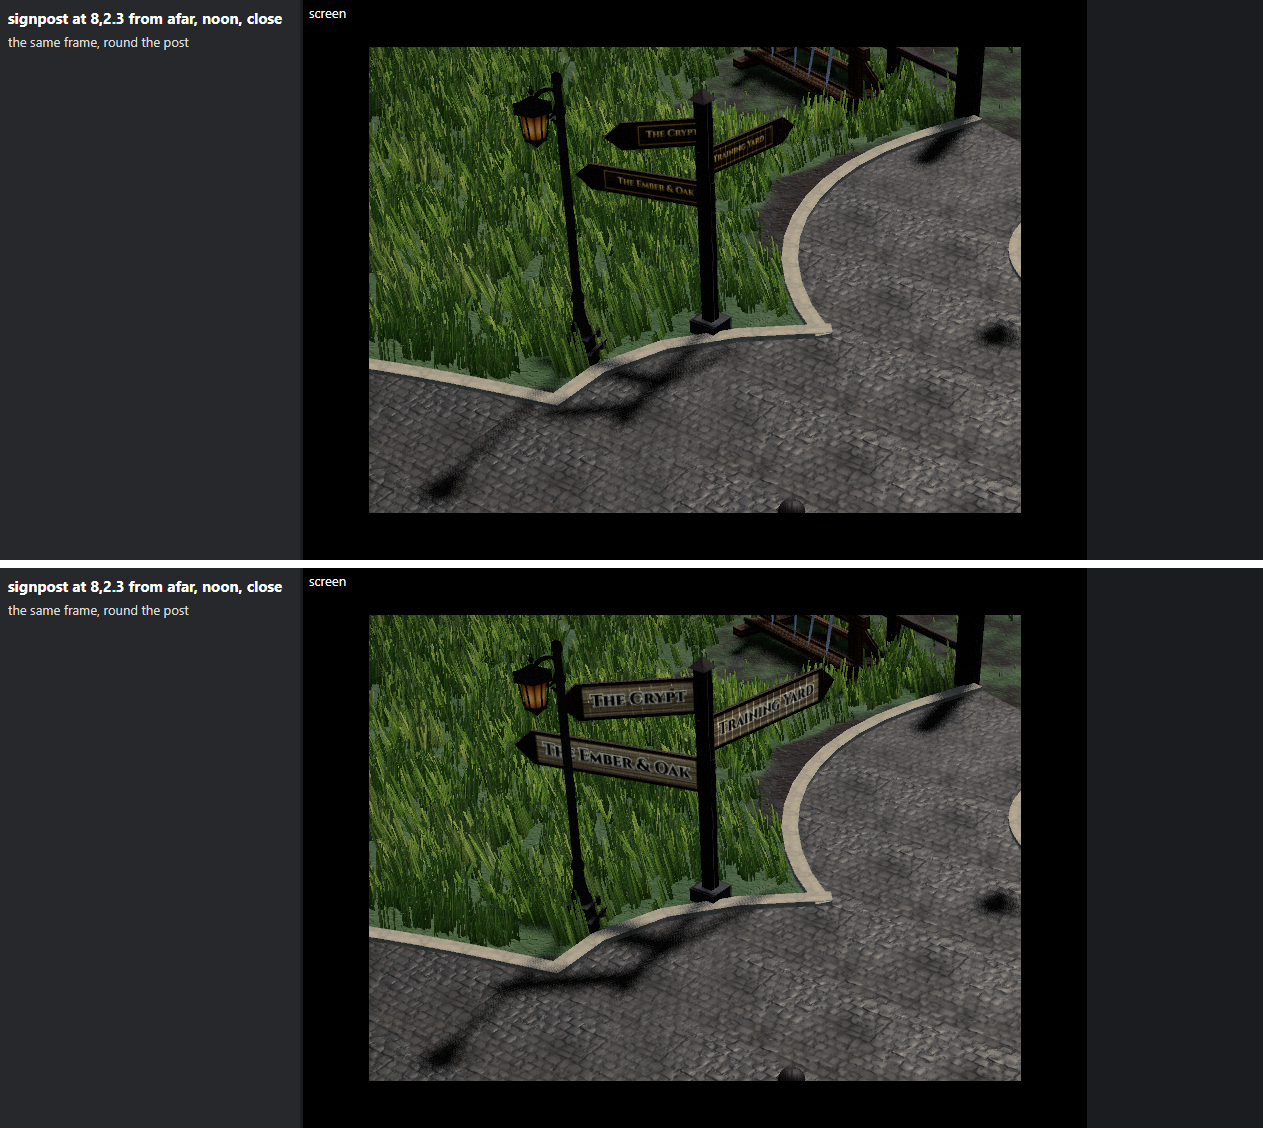 signpost at 8,2.3 from afar, noon, close
the same frame, round the post
screen
THE CRYPT
TRAINING YARD
THE EMBER & OAK
signpost at 8,2.3 from afar, noon, close
the same frame, round the post
screen
THE CRYPT
TRAINING YARD
THE EMBER & OAK